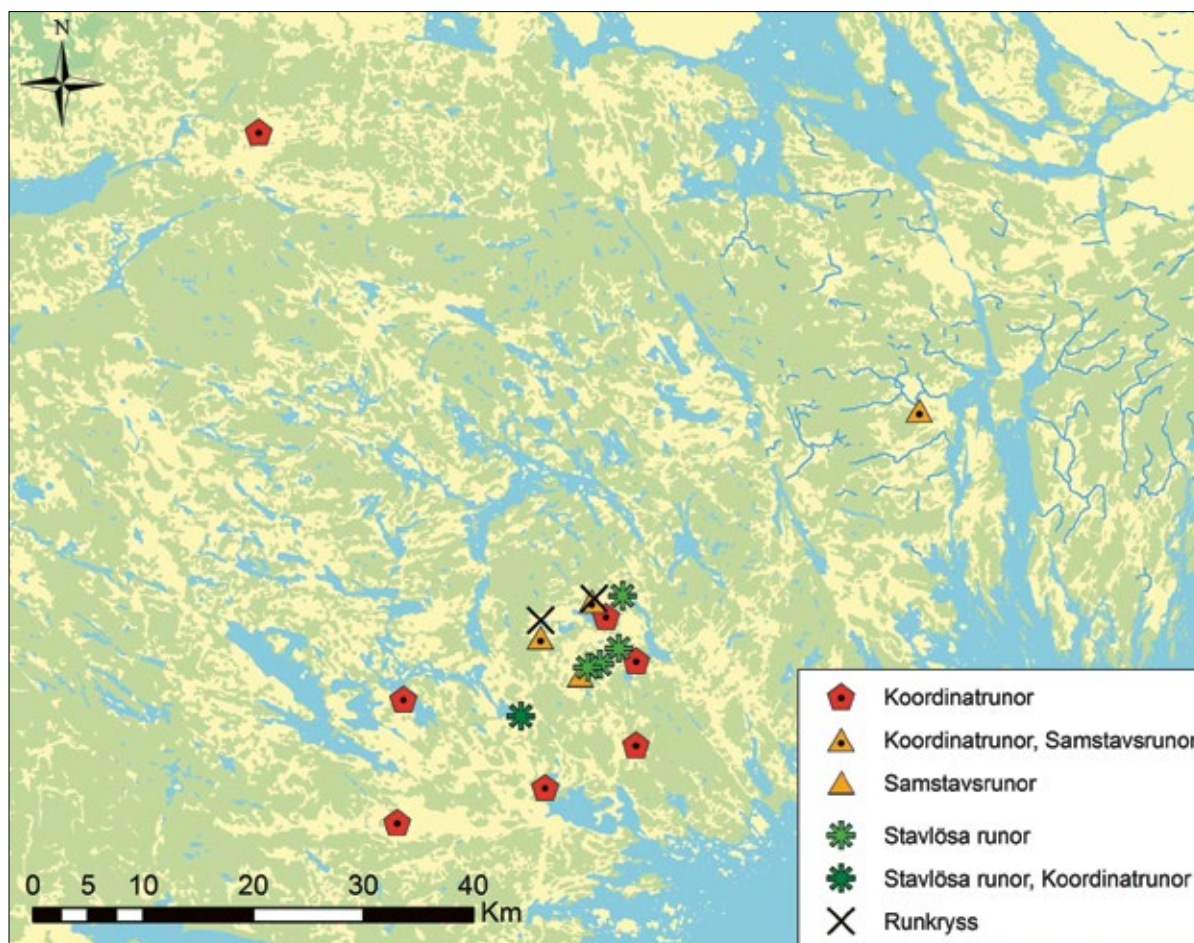 N
Koordinatrunor
Koordinatrunor, Samstavsrunor
Samstavsrunor
Stavlösa runor
Stavlösa runor, Koordinatrunor
Runkryss
0 5 10 20 30 40
Km